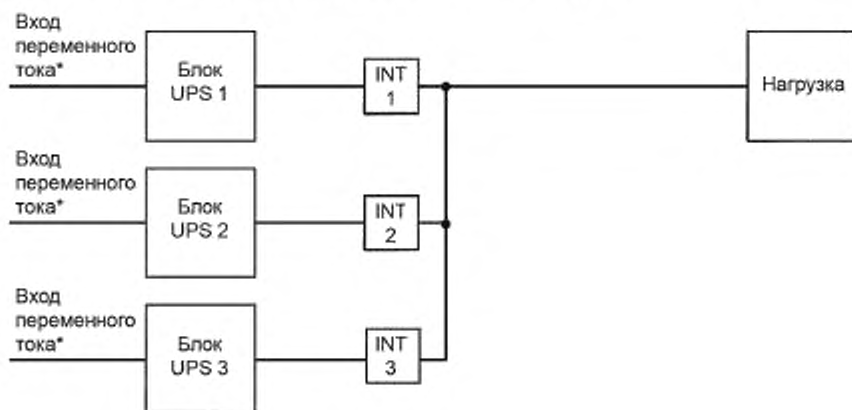 Вход
переменного
тока*
Блок
UPS 1
INT
1
Нагрузка
Вход
переменного
тока*
Блок
UPS 2
INT
2
Вход
переменного
тока*
Блок
UPS 3
INT
3